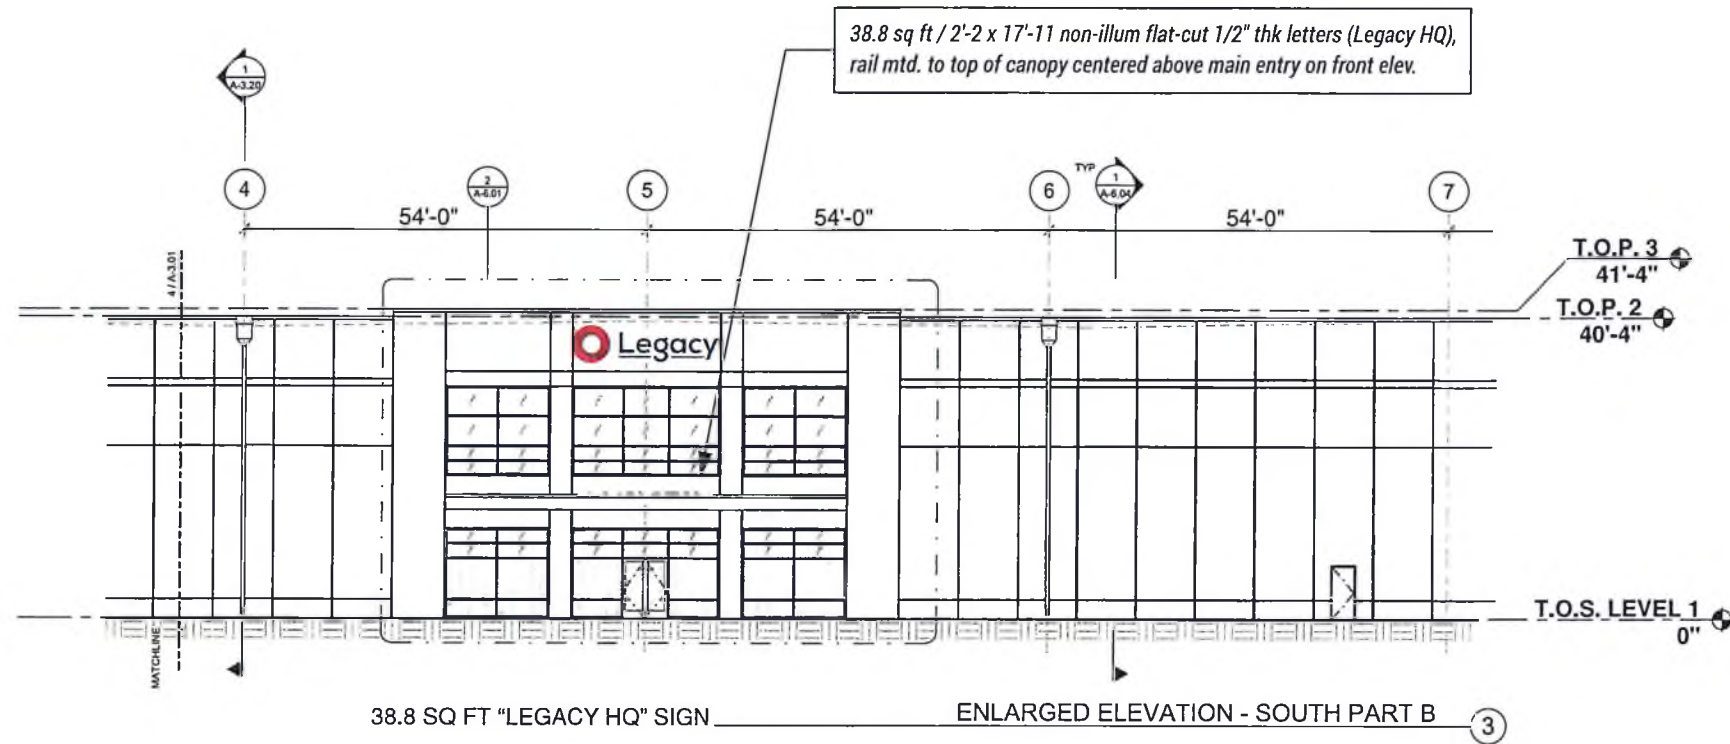 38.8 sq ft / 2'-2 x 17'-11 non-illum flat-cut 1/2" thk letters (Legacy HQ),
rail mtd. to top of canopy centered above main entry on front elev.
1
A-3.20
4
2
A-6.01
5
6
TYP
1
A-6.04
7
54'-0"
54'-0"
54'-0"
4 / A-3.01
T.O.P. 3
41'-4"
T.O.P. 2
40'-4"
Legacy
T.O.S. LEVEL 1
0"
MATCHLINE
38.8 SQ FT "LEGACY HQ" SIGN
ENLARGED ELEVATION - SOUTH PART B
3